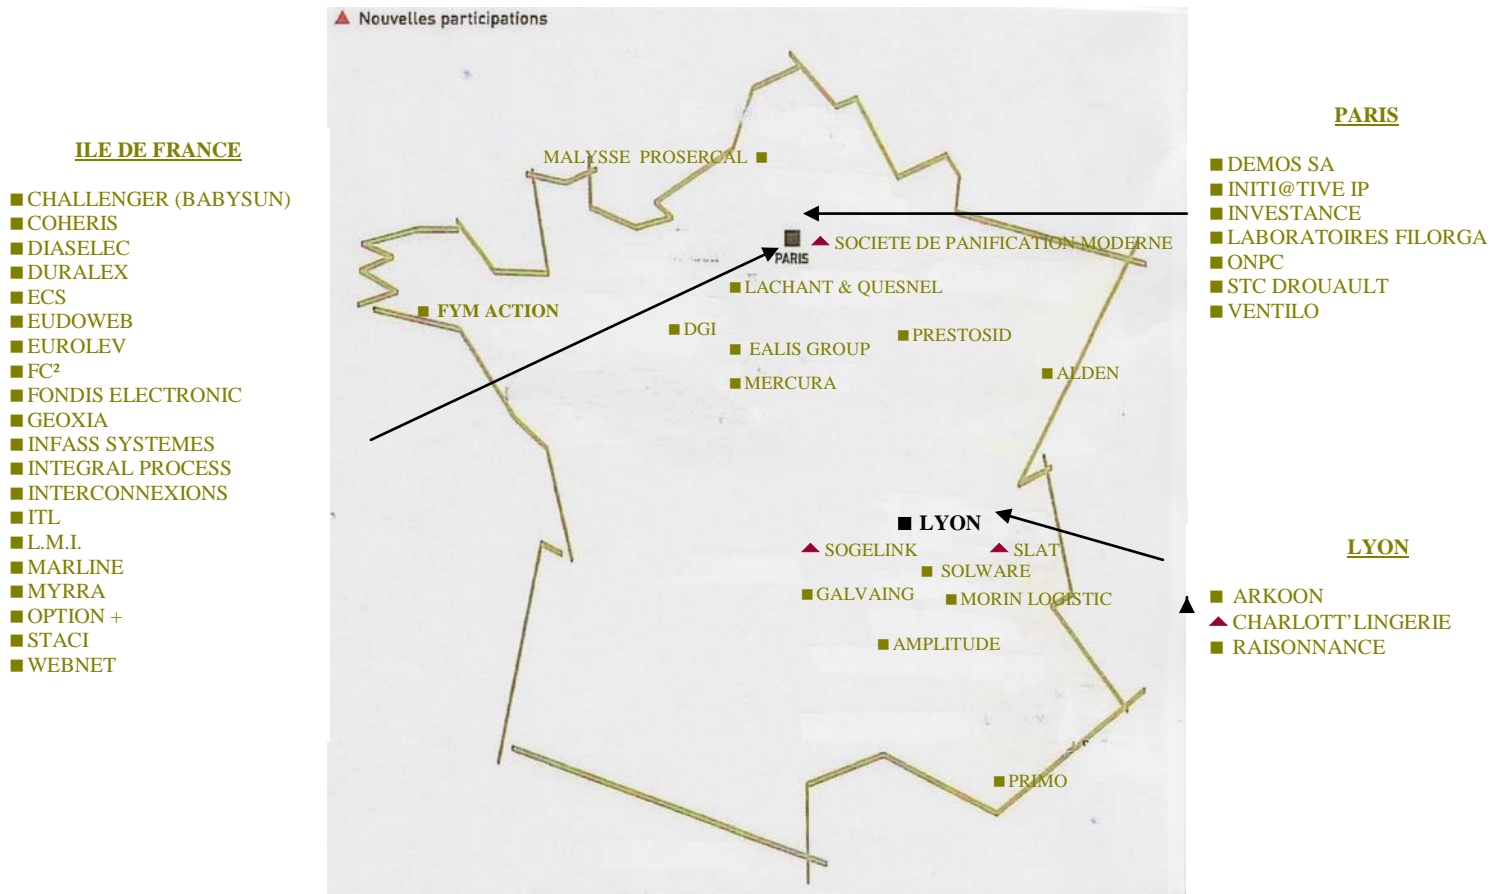 Nouvelles participations
ILE DE FRANCE
CHALLENGER (BABYSUN)
COHERIS
DIASELEC
DURALEX
ECS
EUDOWEB
EUROLEV
FC²
FONDIS ELECTRONIC
GEOXIA
INFASS SYSTEMES
INTEGRAL PROCESS
INTERCONNEXIONS
ITL
L.M.I.
MARLINE
MYRRA
OPTION +
STACI
WEBNET
MALYSSE PROSERCAL
SOCIETE DE PANIFICATION MODERNE
PARIS
LACHANT & QUESNEL
FYM ACTION
DGI
PRESTOSID
EALIS GROUP
MERCURA
ALDEN
LYON
SOGELINK
SLAT
SOLWARE
GALVAING
MORIN LOGISTIC
AMPLITUDE
PRIMO
PARIS
DEMOS SA
INITI@TIVE IP
INVESTANCE
LABORATOIRES FILORGA
ONPC
STC DROUAULT
VENTILO
LYON
ARKOON
CHARLOTT'LINGERIE
RAISONNANCE